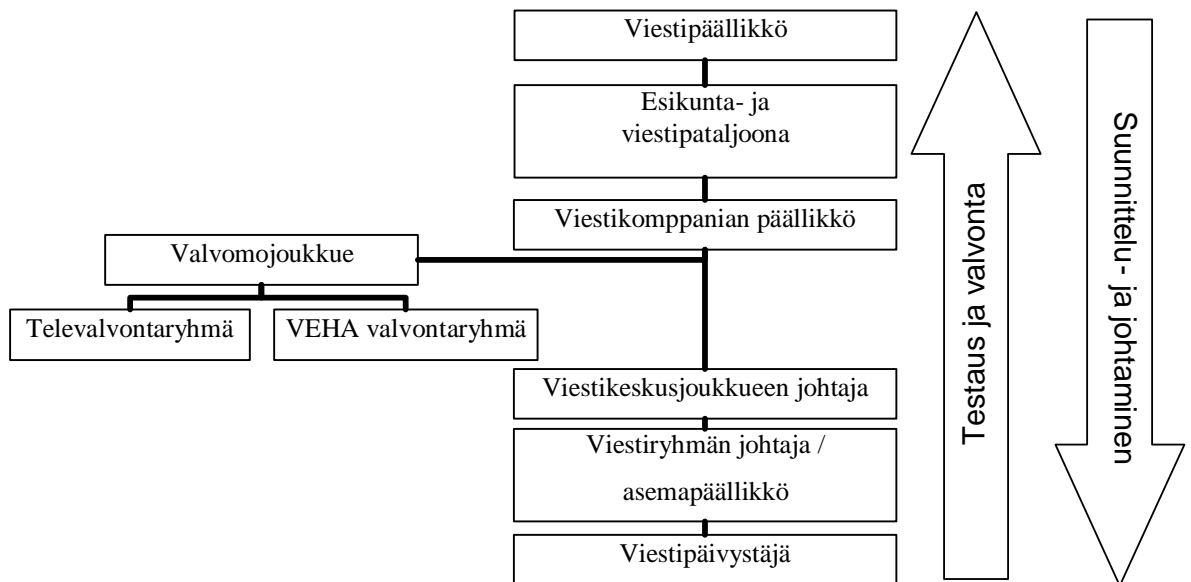 Viestipäällikkö
Esikunta- ja
viestipataljoona
Viestikomppanian päällikkö
Valvomojoukkue
Televalvontaryhmä
VEHA valvontaryhmä
Viestikeskusjoukkueen johtaja
Viestiryhmän johtaja /
asemapäällikkö
Viestipäivystäjä
Testaus ja valvonta
Suunnittelu- ja johtaminen